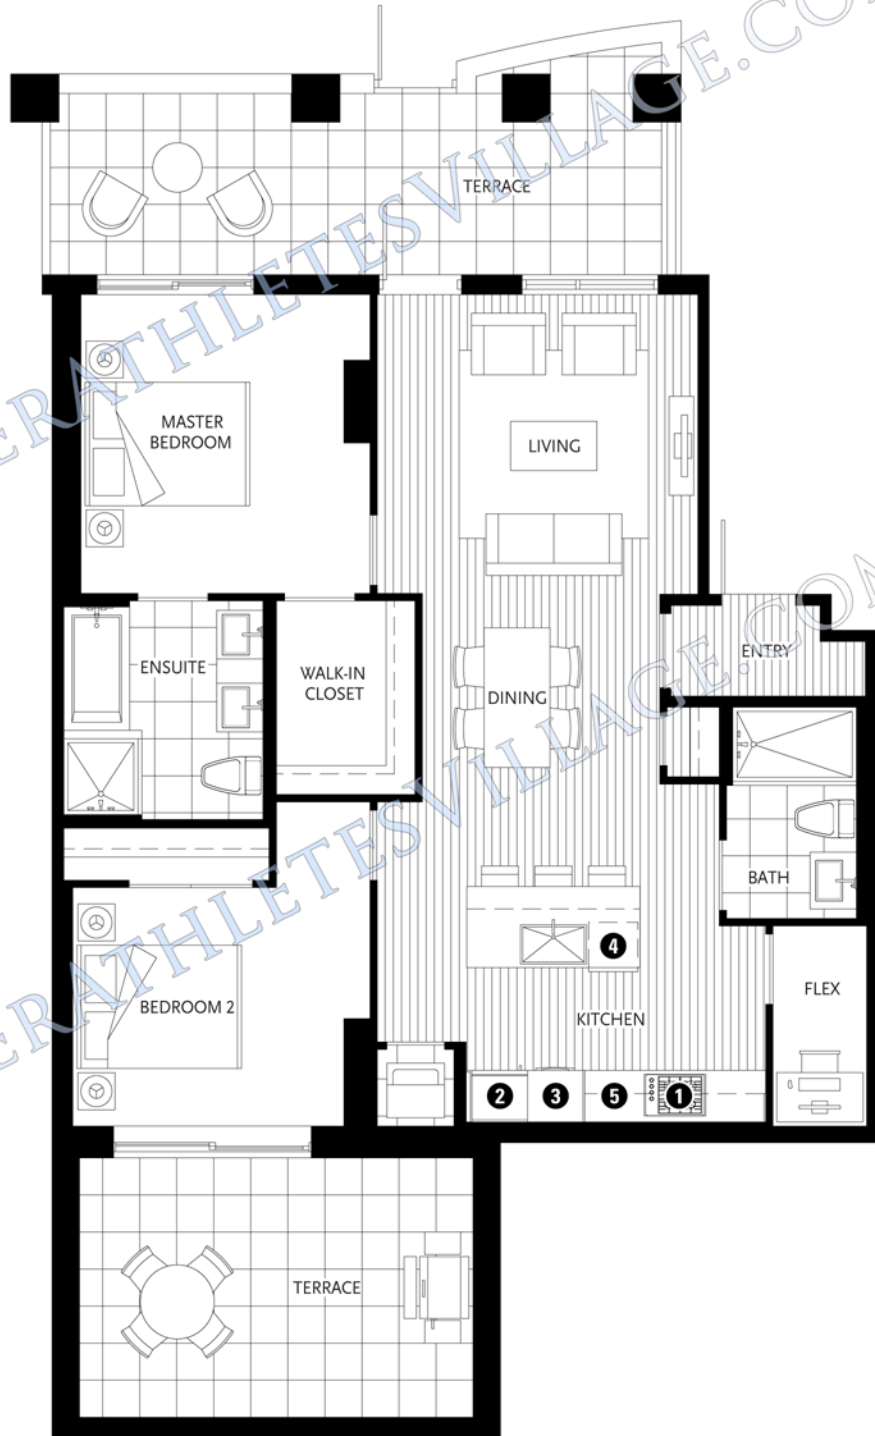 TERRACE
MASTER
BEDROOM
LIVING
ENSUITE
WALK-IN
CLOSET
DINING
ENTRY
BATH
BEDROOM 2
4
FLEX
KITCHEN
2
3
5
1
TERRACE
ERATHLETESVILLAGE.COM
ERATHLETESVILLAGE.COM